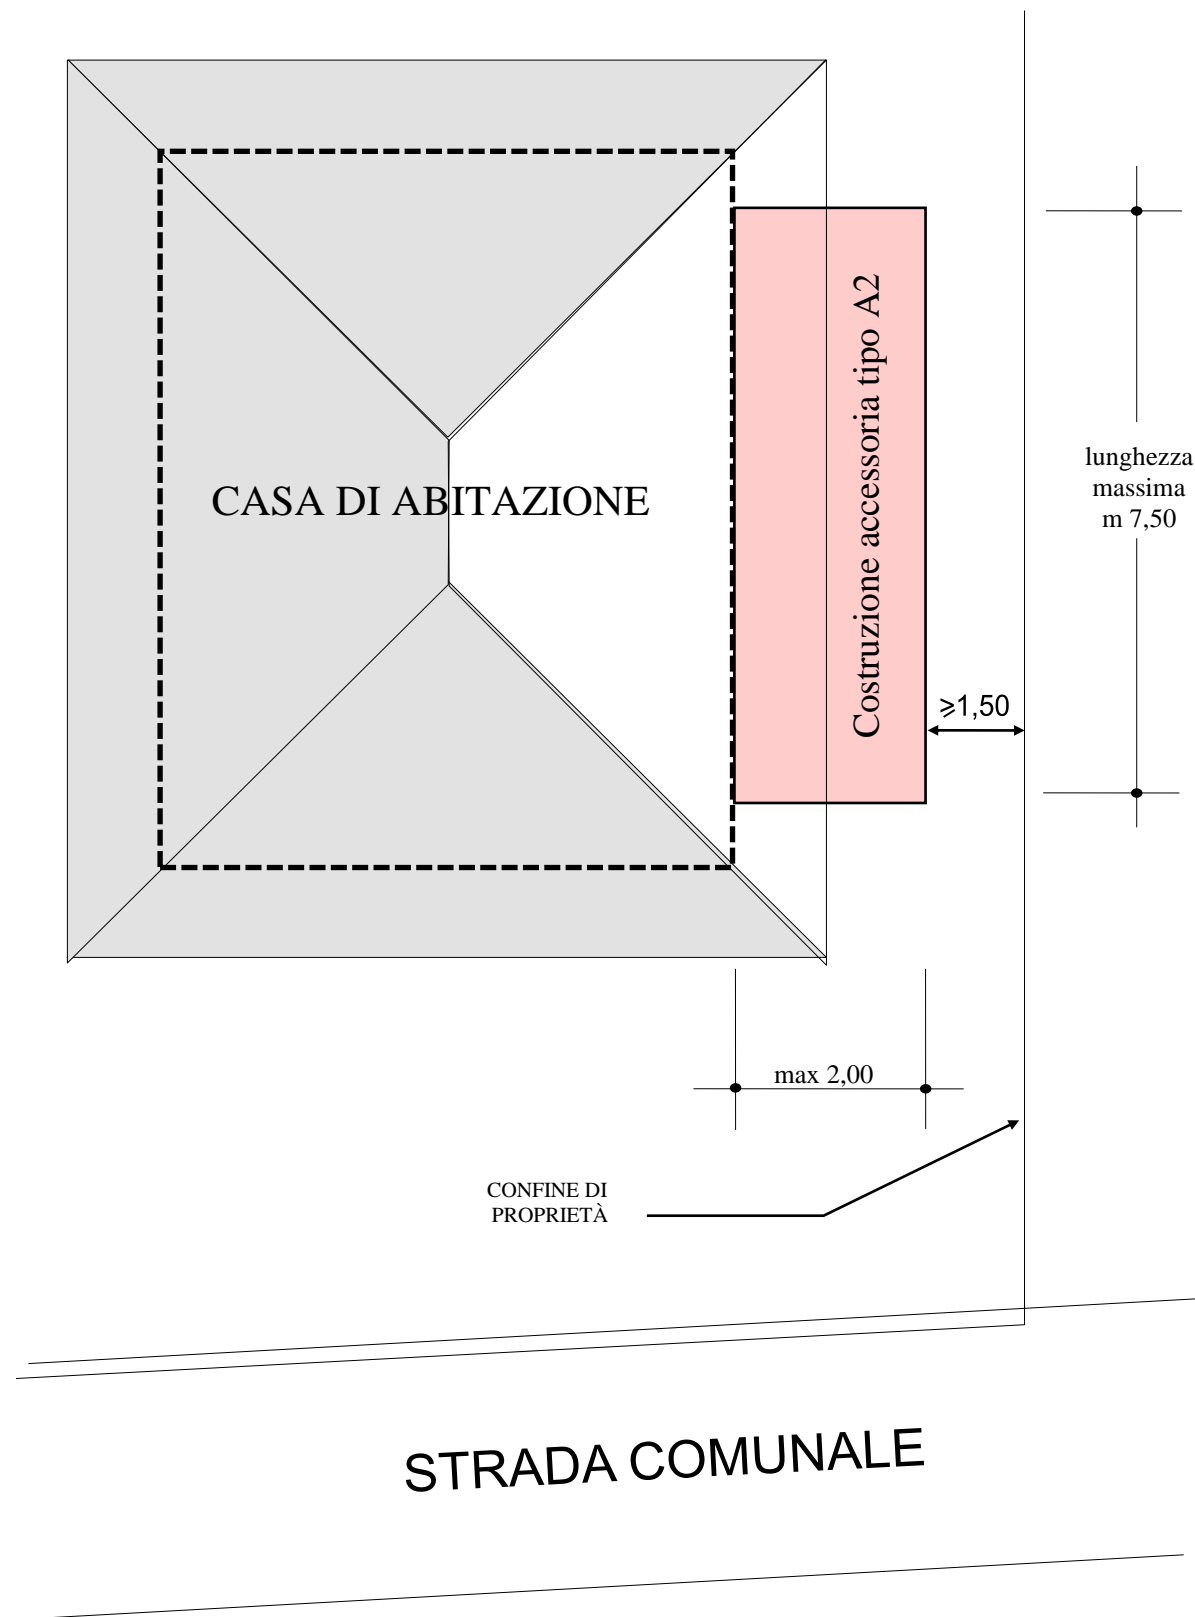 CASA DI ABITAZIONE
Costruzione accessoria tipo A2
lunghezza
massima
m 7,50
⩾1,50
max 2,00
CONFINE DI
PROPRIETÀ
STRADA COMUNALE